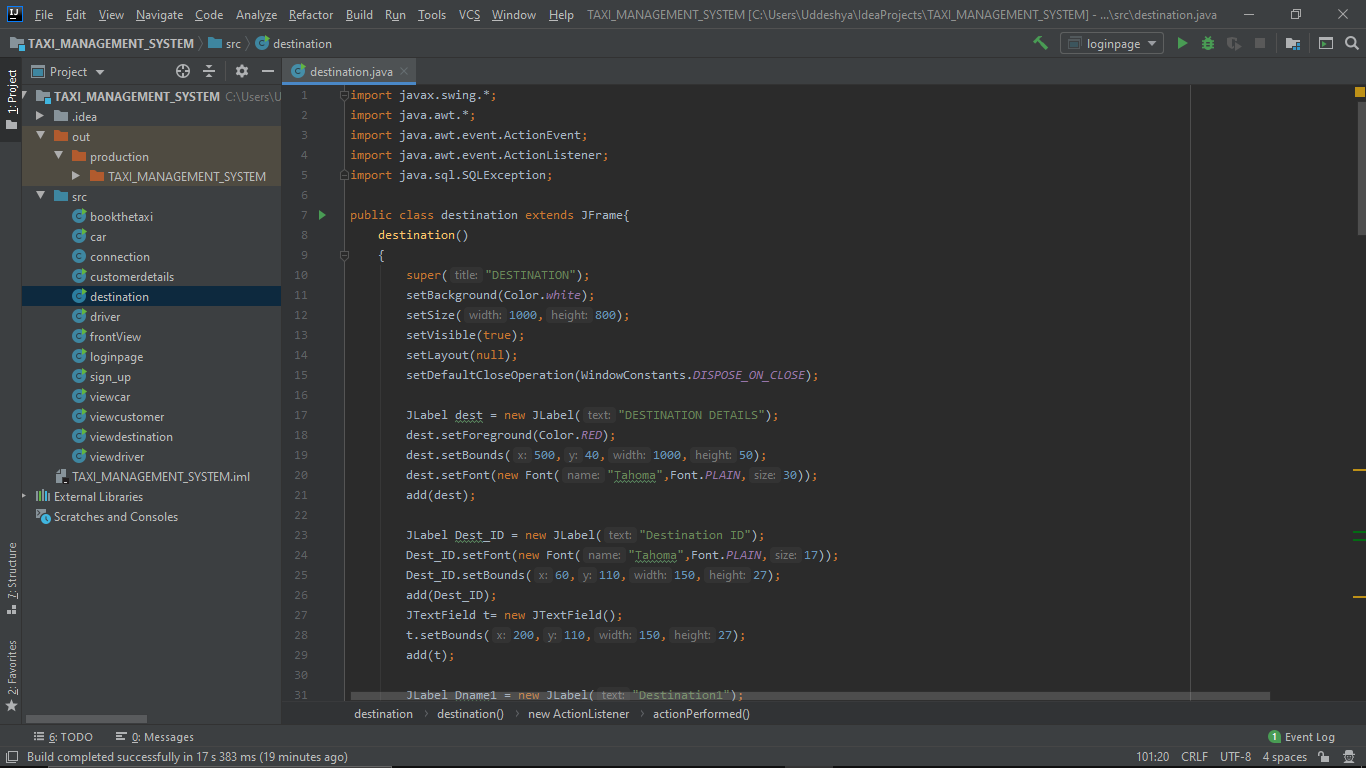 File Edit View Navigate Code Analyze Refactor Build Run Tools VCS Window Help TAXI_MANAGEMENT_SYSTEM [C:\Users\Uddeshya\IdeaProjects\TAXI_MANAGEMENT_SYSTEM] - ...\src\destination.java
TAXI_MANAGEMENT_SYSTEM src destination loginpage
Project
destination.java
1: Project
7: Structure
2: Favorites
TAXI_MANAGEMENT_SYSTEM C:\Users\U
.idea
out
production
TAXI_MANAGEMENT_SYSTEM
src
bookthetaxi
car
connection
customerdetails
destination
driver
frontView
loginpage
sign_up
viewcar
viewcustomer
viewdestination
viewdriver
TAXI_MANAGEMENT_SYSTEM.iml
External Libraries
Scratches and Consoles
1 import javax.swing.*;
2 import java.awt.*;
3 import java.awt.event.ActionEvent;
4 import java.awt.event.ActionListener;
5 import java.sql.SQLException;
6
7 public class destination extends JFrame{
8 destination()
9 {
10 super( title: "DESTINATION");
11 setBackground(Color.white);
12 setSize( width: 1000, height: 800);
13 setVisible(true);
14 setLayout(null);
15 setDefaultCloseOperation(WindowConstants.DISPOSE_ON_CLOSE);
16
17 JLabel dest = new JLabel( text: "DESTINATION DETAILS");
18 dest.setForeground(Color.RED);
19 dest.setBounds( x: 500, y: 40, width: 1000, height: 50);
20 dest.setFont(new Font( name: "Tahoma",Font.PLAIN, size: 30));
21 add(dest);
22
23 JLabel Dest_ID = new JLabel( text: "Destination ID");
24 Dest_ID.setFont(new Font( name: "Tahoma",Font.PLAIN, size: 17));
25 Dest_ID.setBounds( x: 60, y: 110, width: 150, height: 27);
26 add(Dest_ID);
27 JTextField t= new JTextField();
28 t.setBounds( x: 200, y: 110, width: 150, height: 27);
29 add(t);
30
31 JLabel Dname1 = new JLabel( text: "Destination1");
destination destination() new ActionListener actionPerformed()
6: TODO 0: Messages 1 Event Log
Build completed successfully in 17 s 383 ms (19 minutes ago) 101:20 CRLF UTF-8 4 spaces